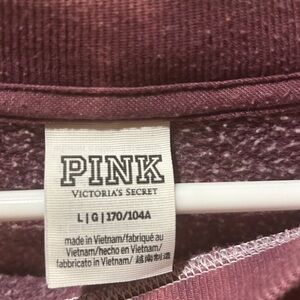 PINK
VICTORIA'S SECRET
L | G | 170/104A
made in Vietnam/fabriqué au
Vietnam/hecho en Vietnam/
fabbricato in Vietnam/ 越南制造